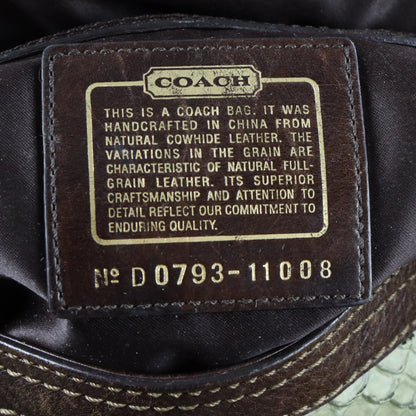 COACH
THIS IS A COACH BAG. IT WAS
HANDCRAFTED IN CHINA FROM
NATURAL COWHIDE LEATHER. THE
VARIATIONS IN THE GRAIN ARE
CHARACTERISTIC OF NATURAL FULL-
GRAIN LEATHER. ITS SUPERIOR
CRAFTSMANSHIP AND ATTENTION TO
DETAIL REFLECT OUR COMMITMENT TO
ENDURING QUALITY.
Nº D0793-11008